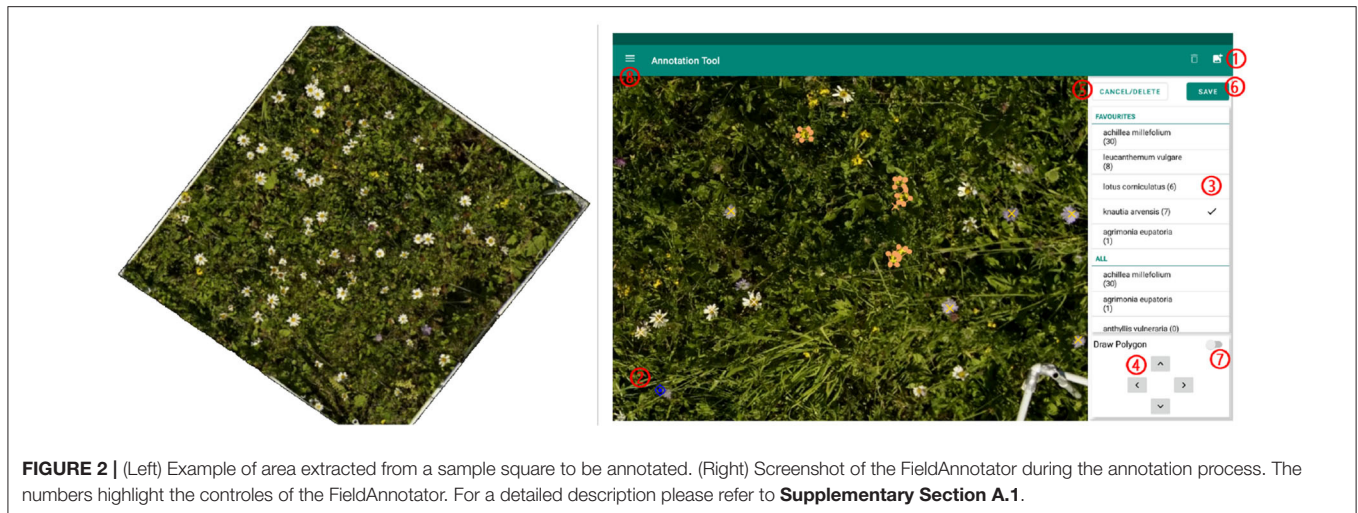 Annotation Tool
①
⑧
⑤
CANCEL/DELETE
SAVE
⑥
FAVOURITES
achillea millefolium
(30)
leucanthemum vulgare
(8)
lotus corniculatus (6)
③
knautia arvensis (7)
agrimonia eupatoria
(1)
ALL
achillea millefolium
(30)
agrimonia eupatoria
(1)
anthyllis vulneraria (0)
Draw Polygon
⑦
④
②
FIGURE 2 | (Left) Example of area extracted from a sample square to be annotated. (Right) Screenshot of the FieldAnnotator during the annotation process. The
numbers highlight the controles of the FieldAnnotator. For a detailed description please refer to Supplementary Section A.1.